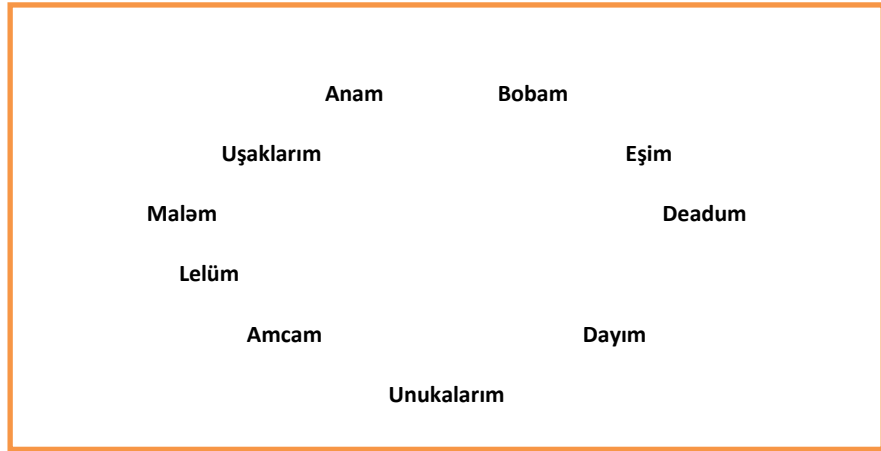 Anam Bobam
Uşaklarım Eşim
Maləm Deadum
Lelüm
Amcam Dayım
Unukalarım